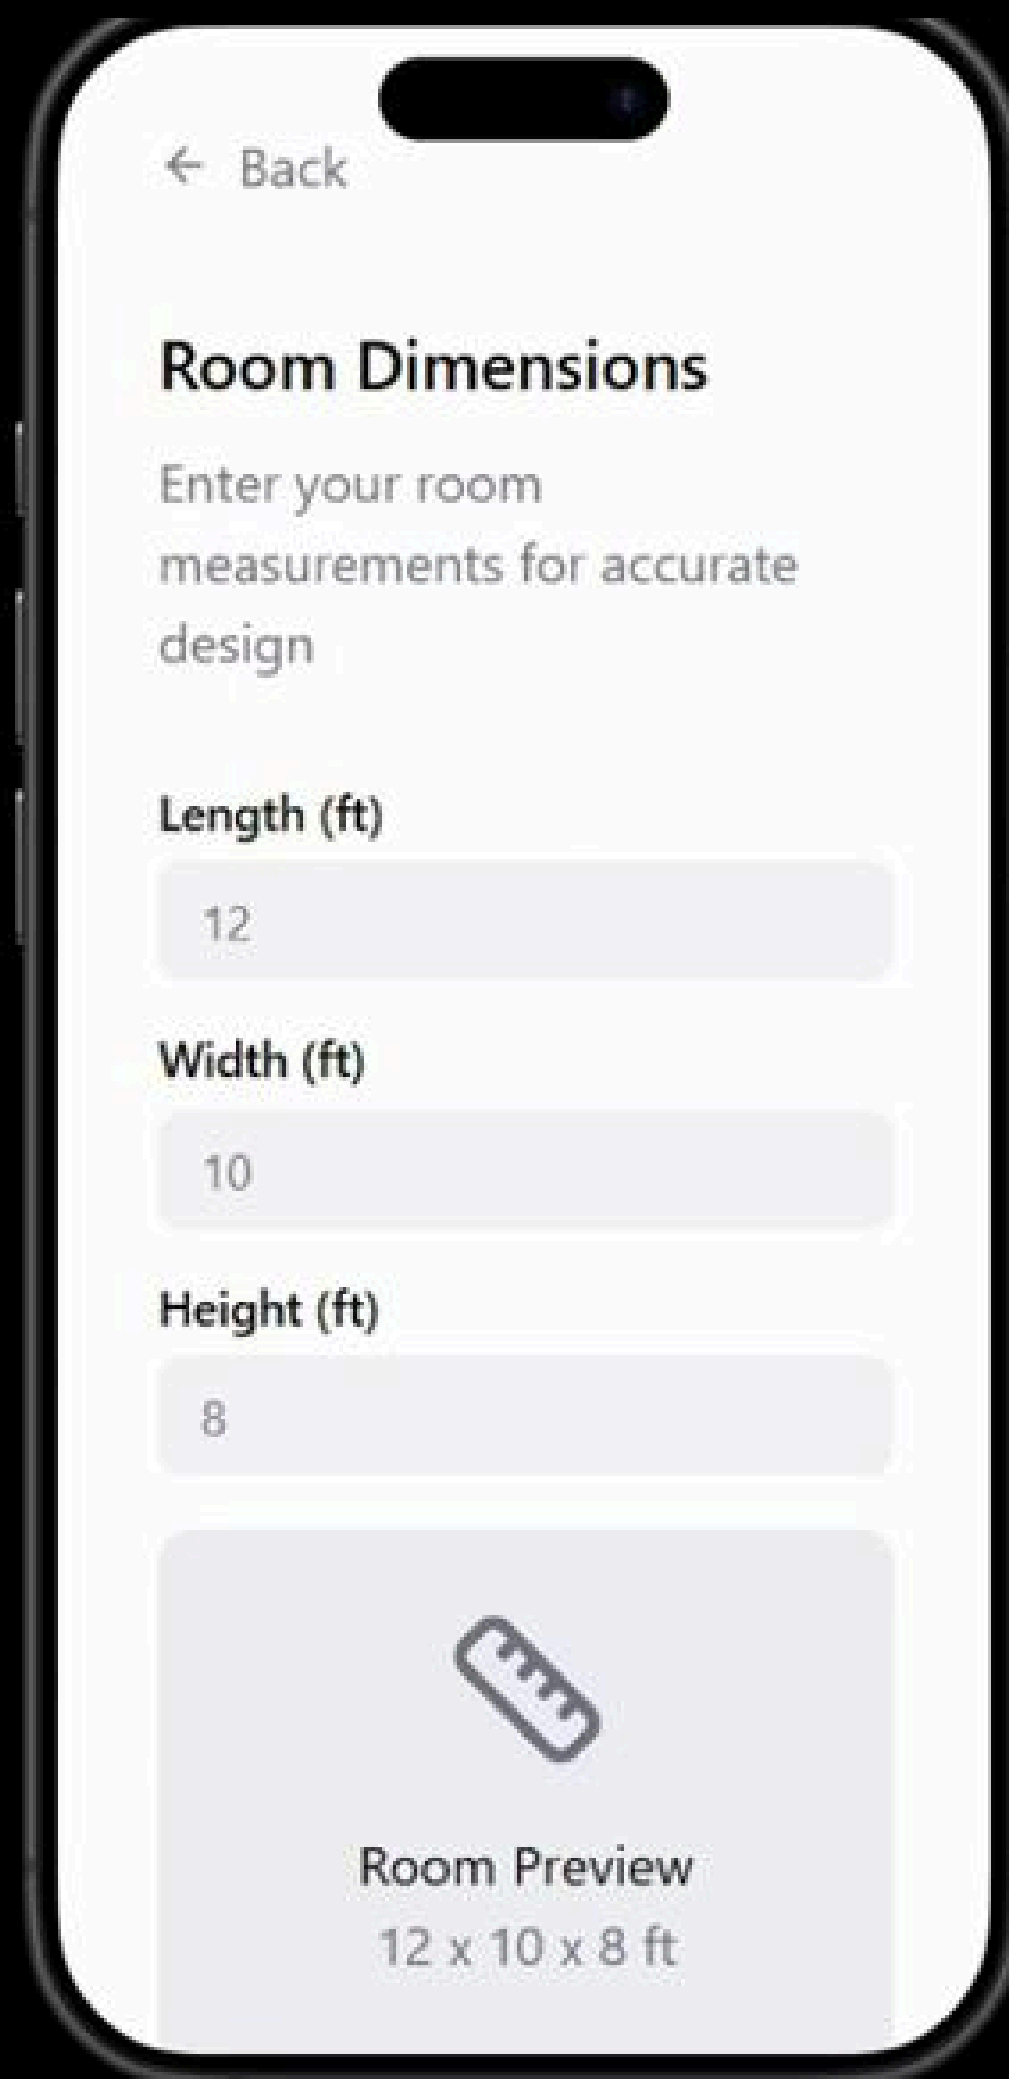 ← Back
Room Dimensions
Enter your room
measurements for accurate
design
Length (ft)
12
Width (ft)
10
Height (ft)
8
Room Preview
12 x 10 x 8 ft